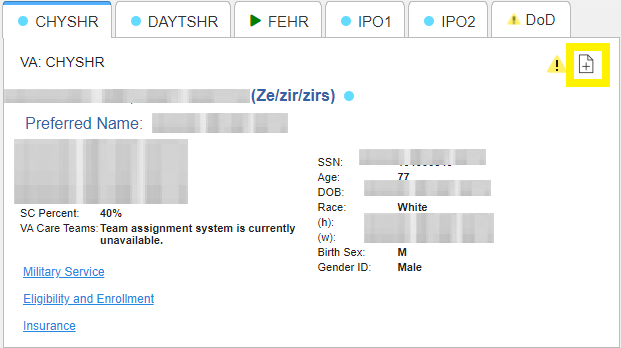 CHYSHR DAYTSHR FEHR IPO1 IPO2 DoD
VA: CHYSHR
(Ze/zir/zirs)
Preferred Name:
SSN:
Age: 77
DOB:
Race: White
(h):
(w):
Birth Sex: M
Gender ID: Male
SC Percent: 40%
VA Care Teams: Team assignment system is currently
unavailable.
Military Service
Eligibility and Enrollment
Insurance